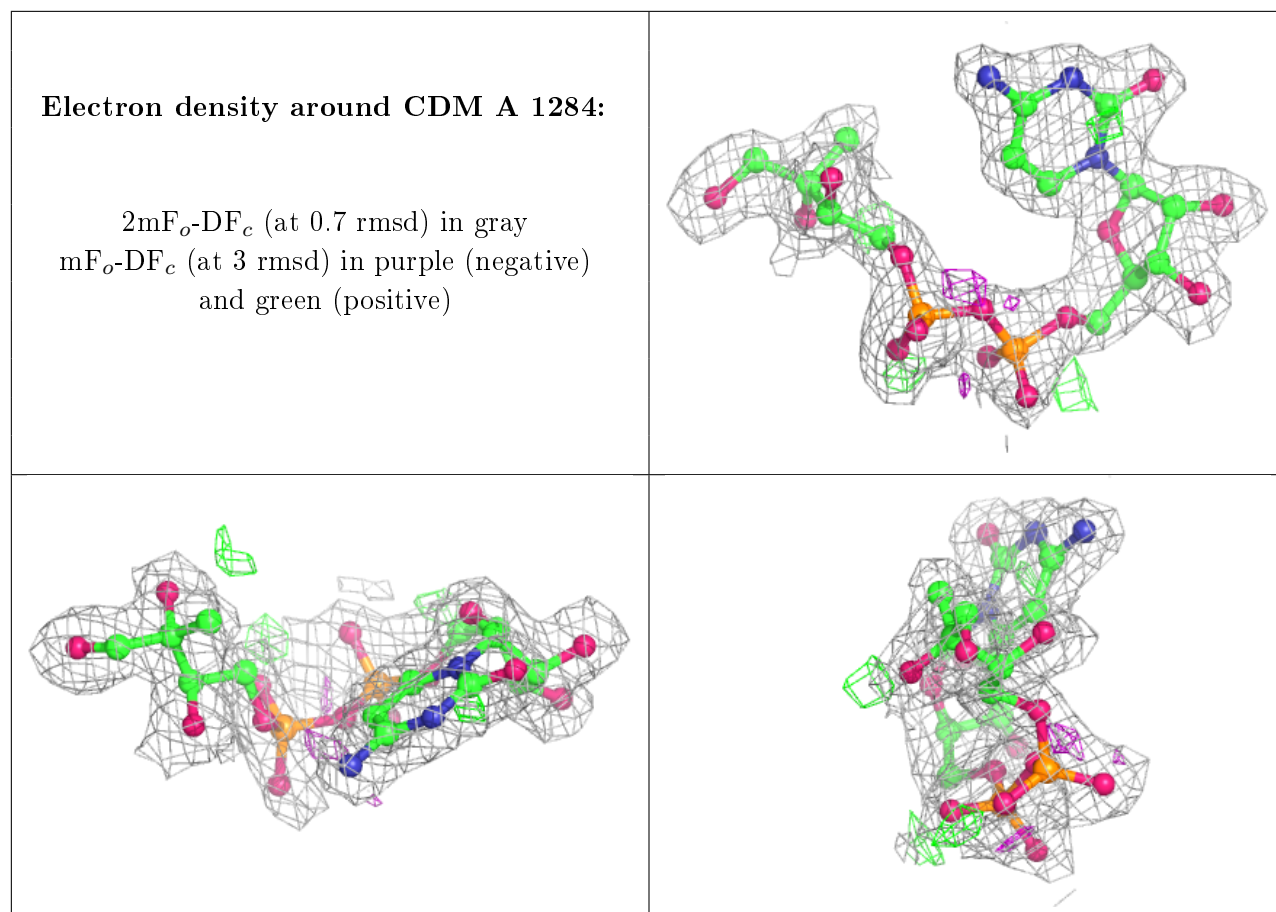 Electron density around CDM A 1284:
2mFₒ-DF𝒸 (at 0.7 rmsd) in gray
mFₒ-DF𝒸 (at 3 rmsd) in purple (negative)
and green (positive)